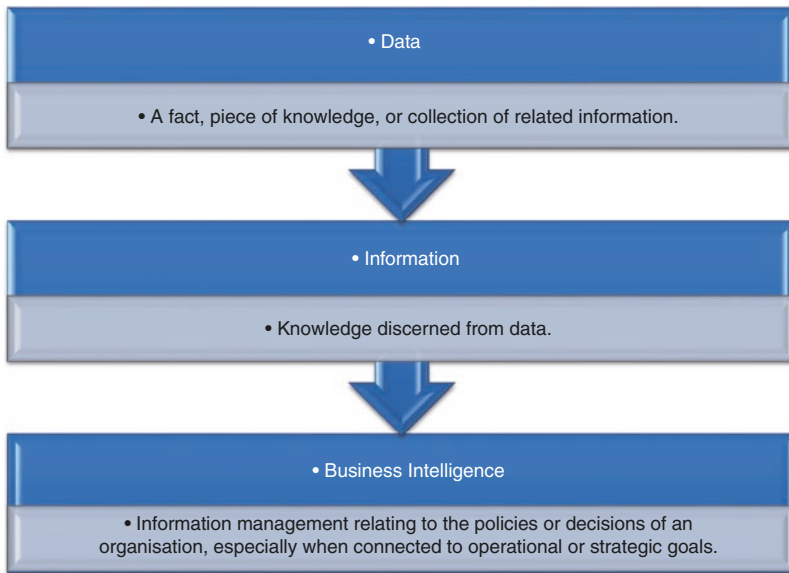 • Data
• A fact, piece of knowledge, or collection of related information.
• Information
• Knowledge discerned from data.
• Business Intelligence
• Information management relating to the policies or decisions of an
organisation, especially when connected to operational or strategic goals.